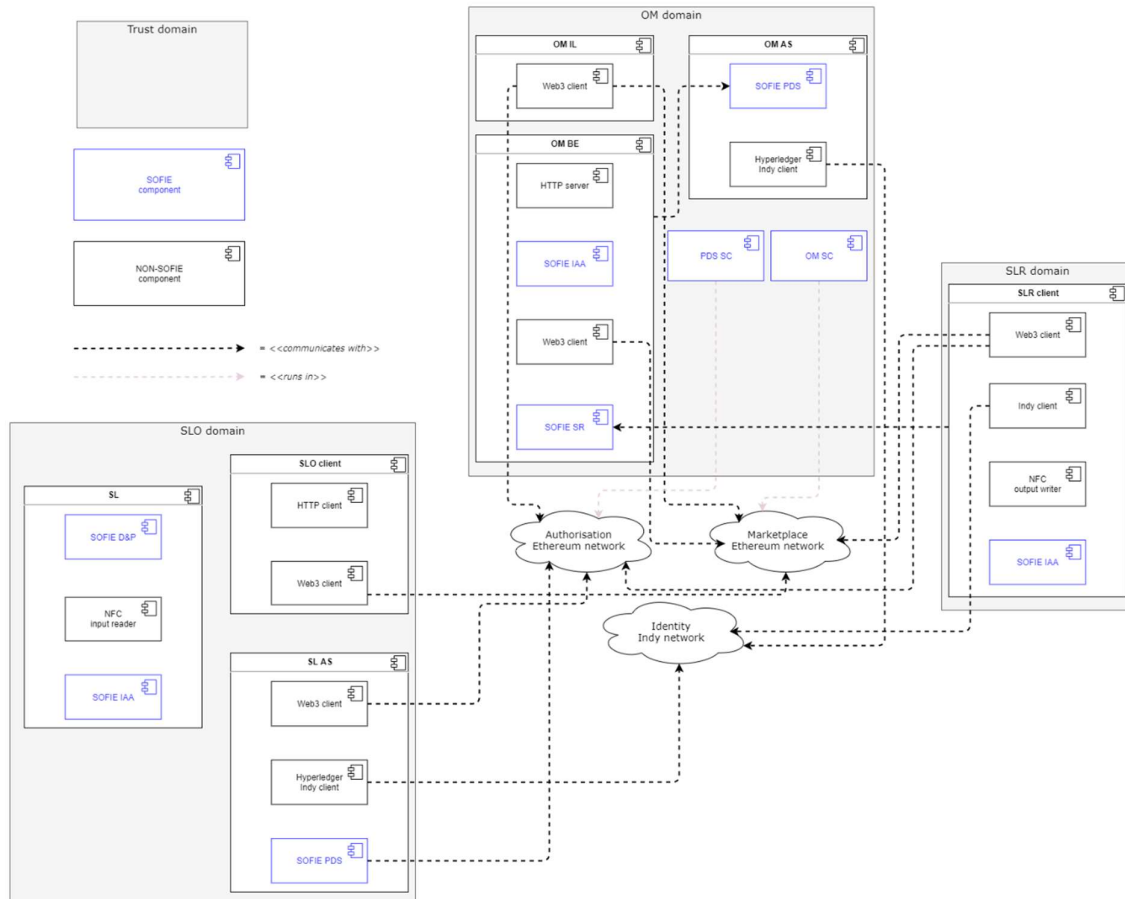 Trust domain
SOFIE
component
NON-SOFIE
component
= <<communicates with>>
= <<runs in>>
OM domain
OM IL
Web3 client
OM AS
SOFIE PDS
Hyperledger
Indy client
OM BE
HTTP server
SOFIE IAA
Web3 client
SOFIE SR
PDS SC
OM SC
SLR domain
SLR client
Web3 client
Indy client
NFC
output writer
SOFIE IAA
SLO domain
SL
SOFIE D&P
NFC
input reader
SOFIE IAA
SLO client
HTTP client
Web3 client
SL AS
Web3 client
Hyperledger
Indy client
SOFIE PDS
Authorisation
Ethereum network
Marketplace
Ethereum network
Identity
Indy network